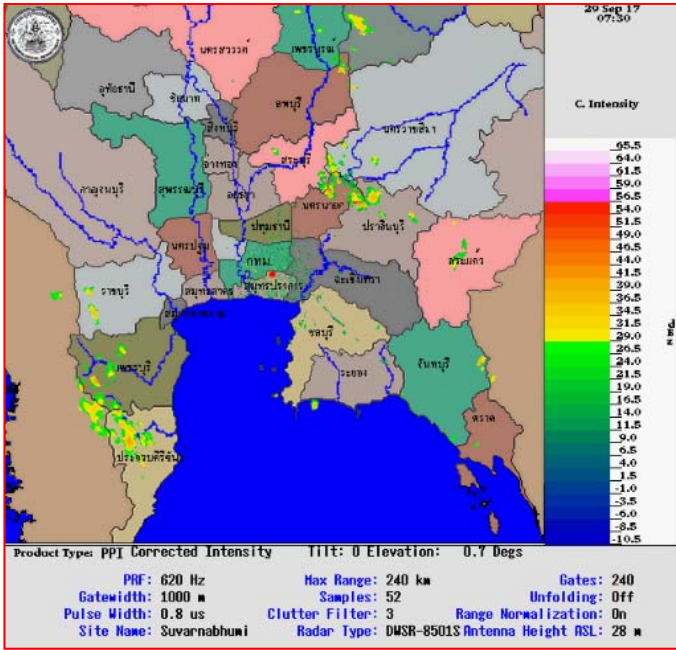 29 Sep 17
07:30
C. Intensity
นครสวรรค์
เพชรบูรณ์
อุทัยธานี
ชัยนาท
ลพบุรี
นครราชสีมา
สิงห์บุรี
อ่างทอง
สระบุรี
กาญจนบุรี
สุพรรณบุรี
อยุธยา
นครนายก
ปราจีนบุรี
ปทุมธานี
นครปฐม
กทม.
สระแก้ว
ฉะเชิงเทรา
สมุทรปราการ
สมุทรสาคร
ราชบุรี
สมุทรสงคราม
ชลบุรี
เพชรบุรี
ระยอง
จันทบุรี
ตราด
ประจวบคีรีขันธ์
65.5
64.0
61.5
59.0
56.5
54.0
51.5
49.0
46.5
44.0
41.5
39.0
36.5
34.0
31.5
29.0
26.5
24.0
21.5
19.0
16.5
14.0
11.5
9.0
6.5
4.0
1.5
-1.0
-3.5
-6.0
-8.5
-10.5
Product Type: PPI Corrected Intensity Tilt: 0 Elevation: 0.7 Degs
PRF: 620 Hz Max Range: 240 km Gates: 240
Gatewidth: 1000 m Samples: 52 Unfolding: Off
Pulse Width: 0.8 us Clutter Filter: 3 Range Normalization: On
Site Name: Suvarnabhumi Radar Type: DWSR-8501S Antenna Height ASL: 28 m